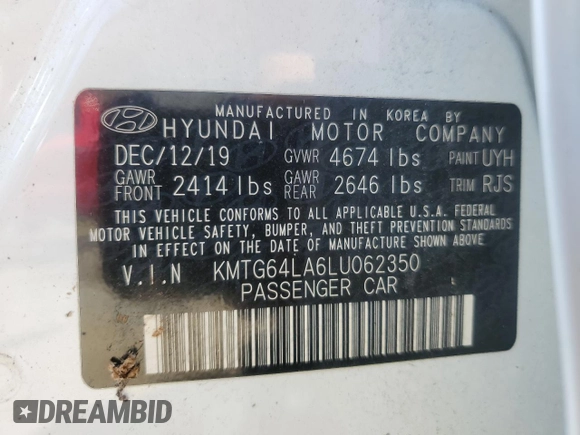 MANUFACTURED IN KOREA BY
HYUNDAI MOTOR COMPANY
DEC/12/19 GVWR 4674 lbs PAINT UYH
GAWR FRONT 2414 lbs GAWR REAR 2646 lbs TRIM RJS
THIS VEHICLE CONFORMS TO ALL APPLICABLE U.S.A. FEDERAL
MOTOR VEHICLE SAFETY, BUMPER, AND THEFT PREVENTION STANDARDS
IN EFFECT ON THE DATE OF MANUFACTURE SHOWN ABOVE
V.I.N KMTG64LA6LU062350
PASSENGER CAR L
DREAMBID